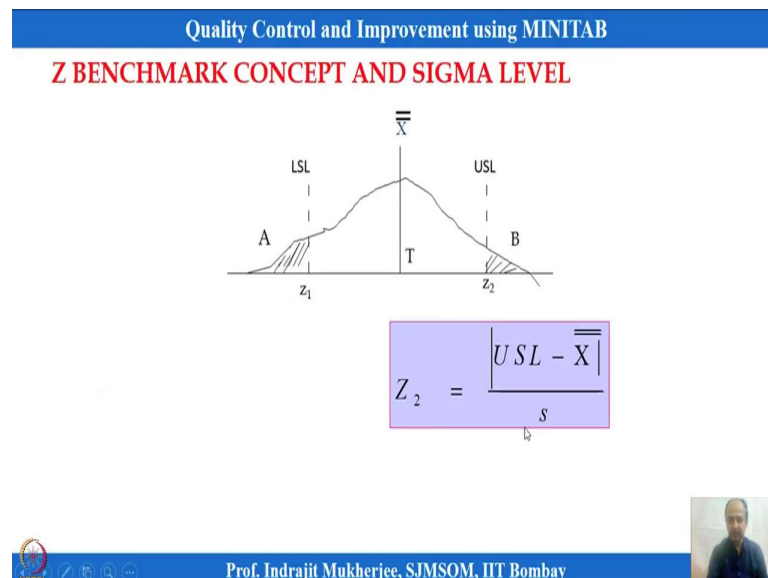 Quality Control and Improvement using MINITAB
Z BENCHMARK CONCEPT AND SIGMA LEVEL
X̿
LSL USL
A B
T
z₁ z₂
Z₂ = |USL − X̿| / s
Prof. Indrajit Mukherjee, SJMSOM, IIT Bombay